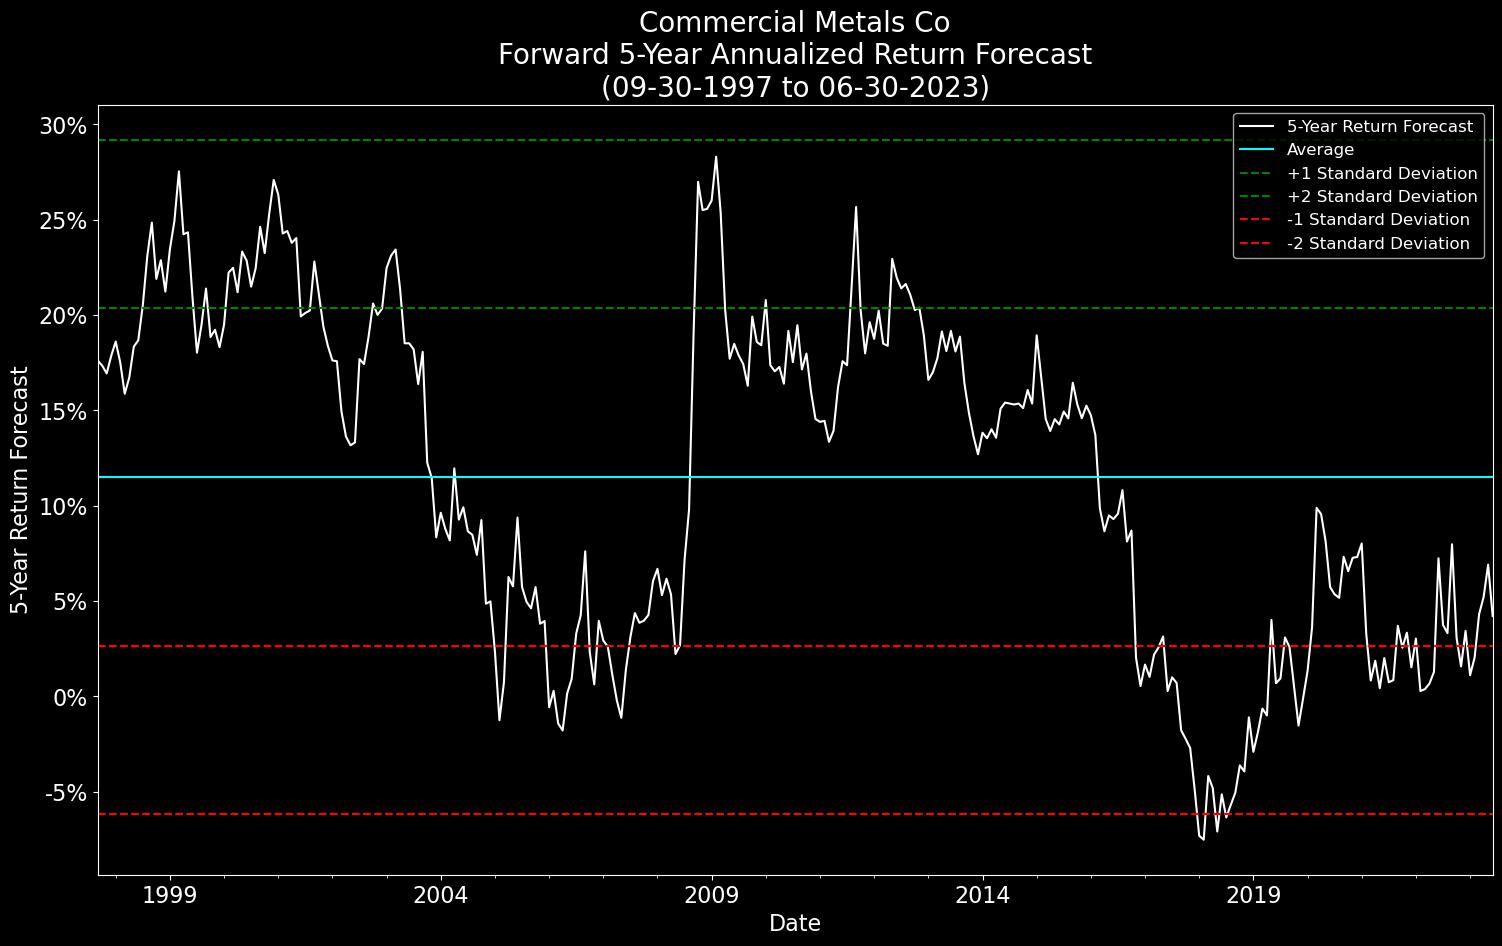 Commercial Metals Co
Forward 5-Year Annualized Return Forecast
(09-30-1997 to 06-30-2023)
5-Year Return Forecast
Average
+1 Standard Deviation
+2 Standard Deviation
-1 Standard Deviation
-2 Standard Deviation
5-Year Return Forecast
30%
25%
20%
15%
10%
5%
0%
-5%
1999 2004 2009 2014 2019
Date